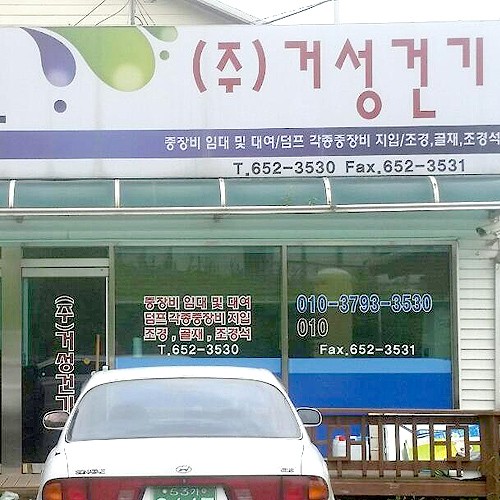 (주)거성건기
중장비 임대 및 대여/덤프 각종중장비 지입/조경,골재,조경석
T.652-3530 Fax.652-3531
(주)거성건기
중장비 임대 및 대여
덤프각종중장비지입
조경 , 골재 , 조경석
T.652-3530
010-3793-3530
010
Fax.652-3531